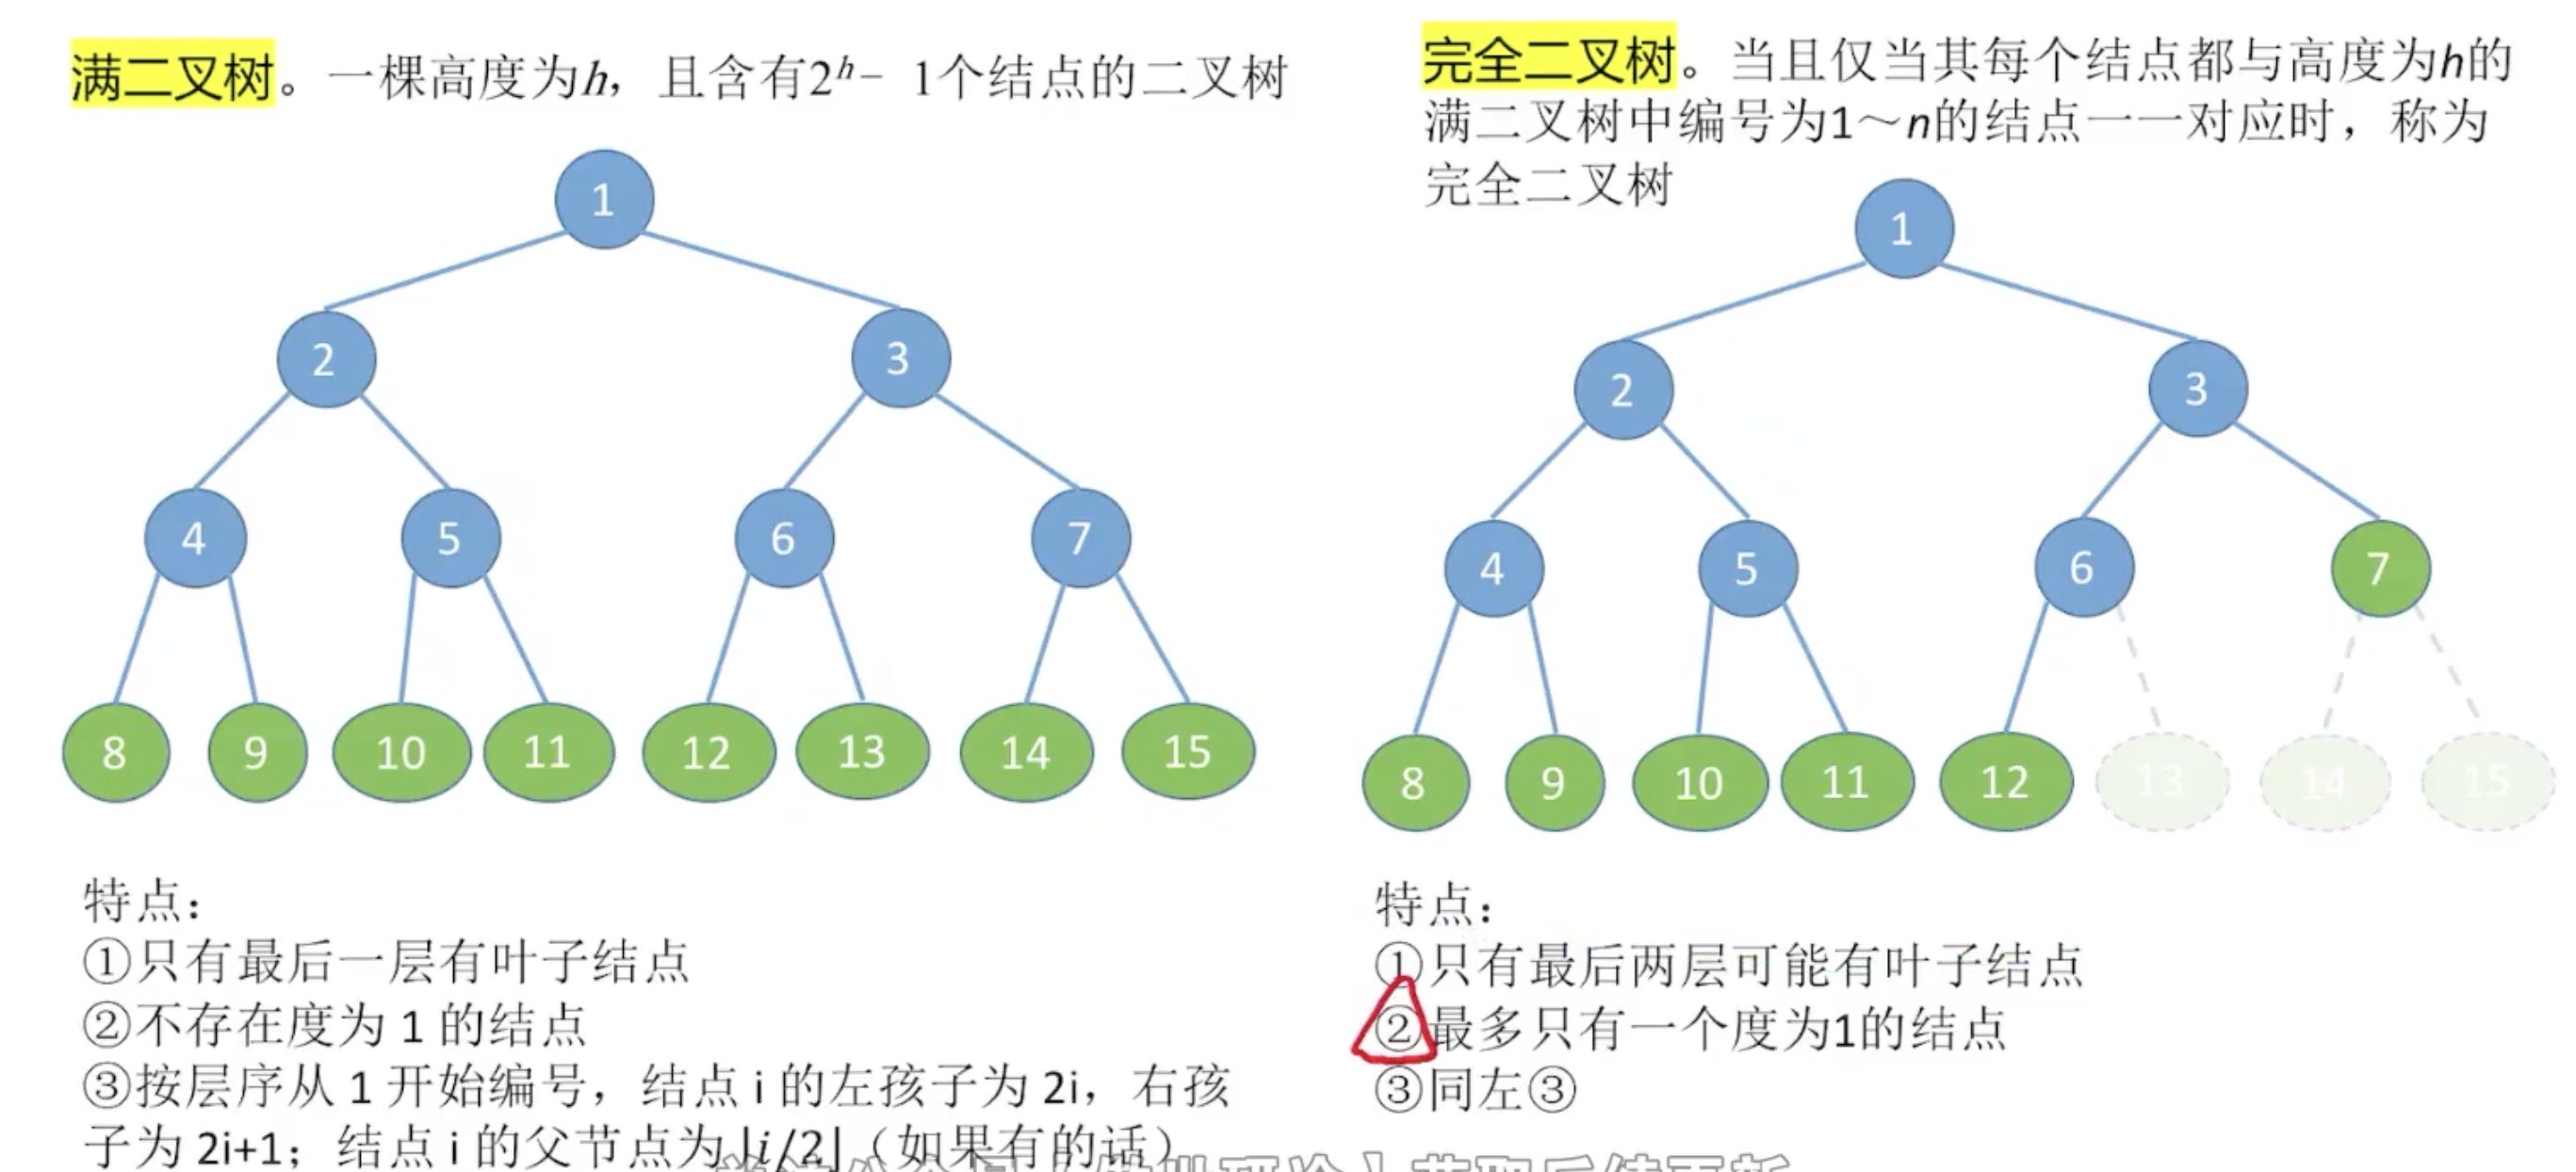 满二叉树。一棵高度为h，且含有2^h - 1个结点的二叉树
1
2 3
4 5 6 7
8 9 10 11 12 13 14 15
特点：
①只有最后一层有叶子结点
②不存在度为 1 的结点
③按层序从 1 开始编号，结点 i 的左孩子为 2i，右孩
子为 2i+1；结点 i 的父节点为⌊i/2⌋（如果有的话）
完全二叉树。当且仅当其每个结点都与高度为h的
满二叉树中编号为1～n的结点一一对应时，称为
完全二叉树
1
2 3
4 5 6 7
8 9 10 11 12 13 14 15
特点：
①只有最后两层可能有叶子结点
②最多只有一个度为1的结点
③同左③